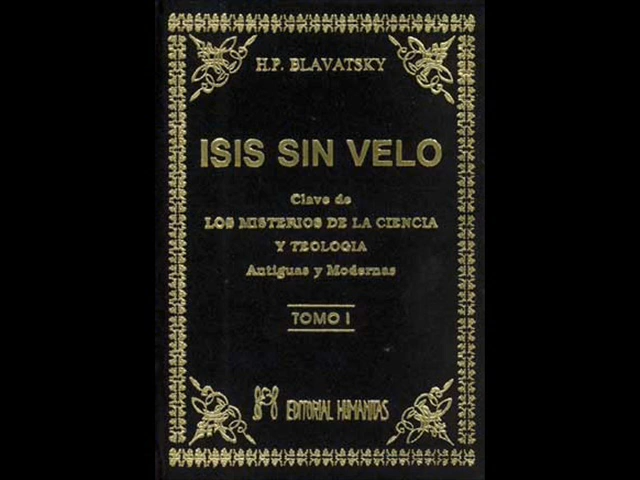 H.P. BLAVATSKY
ISIS SIN VELO
Clave de
LOS MISTERIOS DE LA CIENCIA
Y TEOLOGIA
Antiguas y Modernas
TOMO I
EDITORIAL HUMANITAS